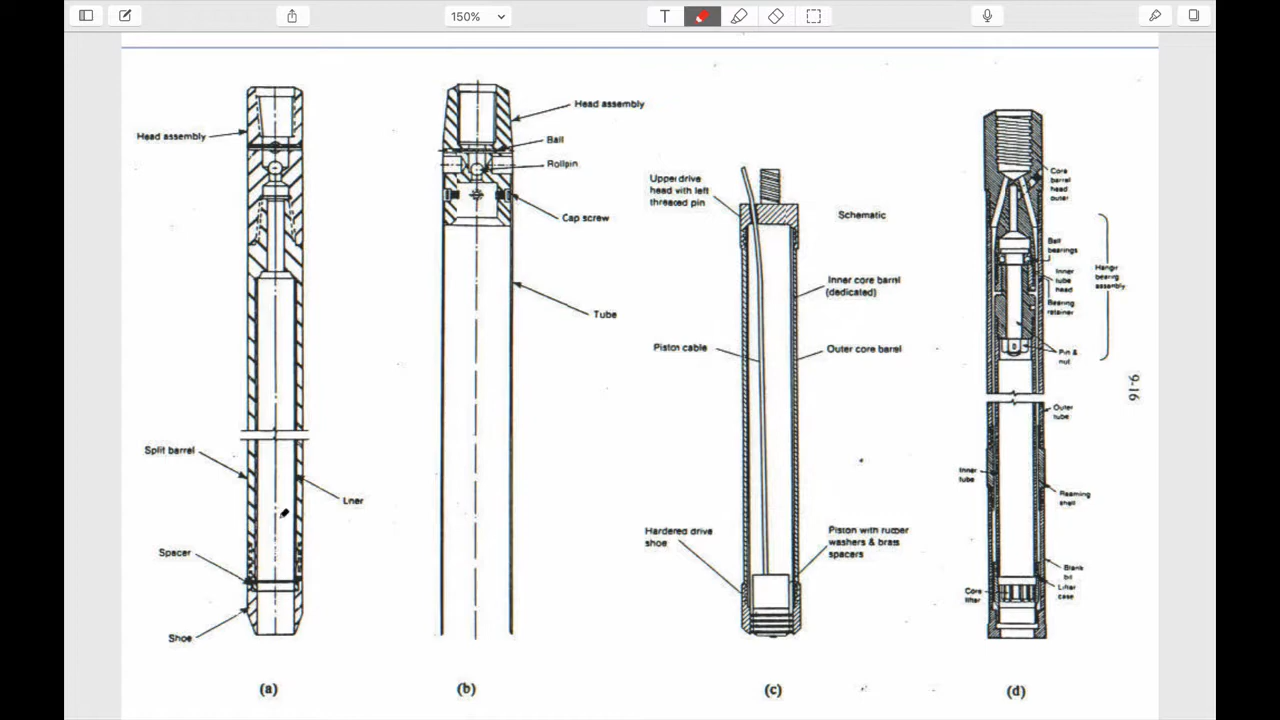 150%
T
Head assembly
Split barrel
Lner
Spacer
Shoe
(a)
Head assembly
Ball
Rollpin
Cap screw
Tube
(b)
Upper drive
head with left
threeced pin
Schematic
Inner core barrel
(dedicated)
Piston cable
Outer core barrel
Hardered drive
shoe
Piston with rubber
washers & brass
spacers
(c)
Core
barrel
head
outer
Ball
bearings
Inner
tube
head
Bearing
retainer
Hanger
bearing
assembly
Pin &
nut
Outer
tube
Inner
tube
Reaming
shell
Blank
bit
Lifter
case
Core
lifter
(d)
9-16